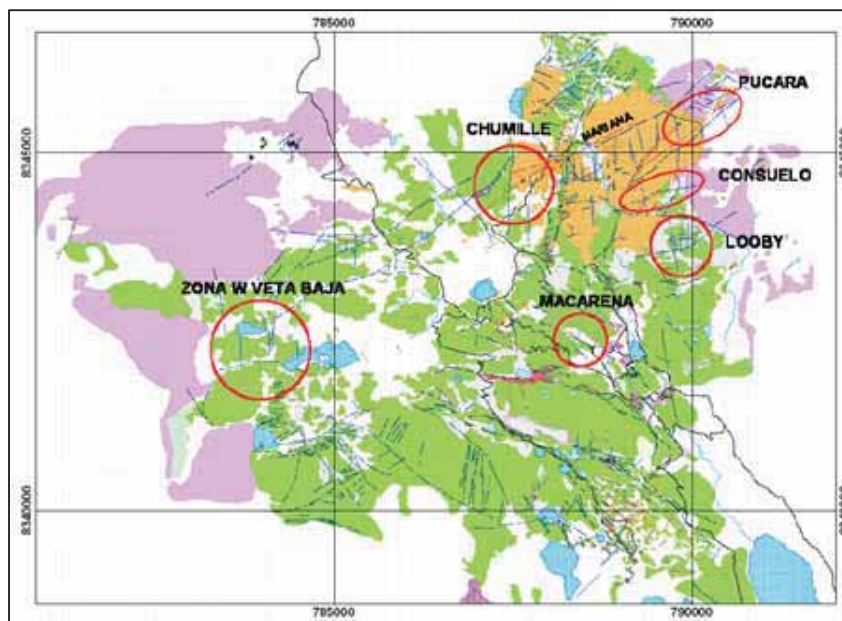 785000
790000
PUCARA
MARIANA
CHUMILLE
8345000
CONSUELO
LOOBY
ZONA W VETA BAJA
MACARENA
8340000
785000
790000